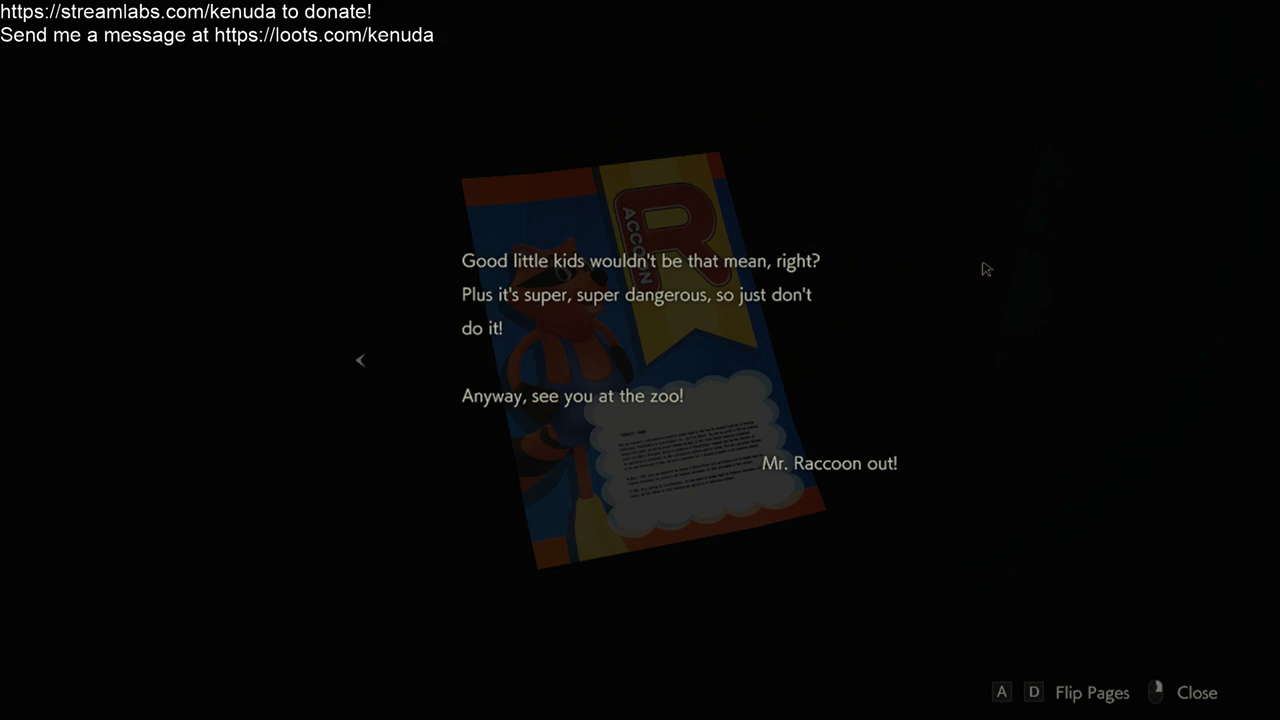 https://streamlabs.com/kenuda to donate!
Send me a message at https://loots.com/kenuda
R
ACCOON
Good little kids wouldn't be that mean, right?
Plus it's super, super dangerous, so just don't
do it!
Anyway, see you at the zoo!
Mr. Raccoon out!
A D Flip Pages Close